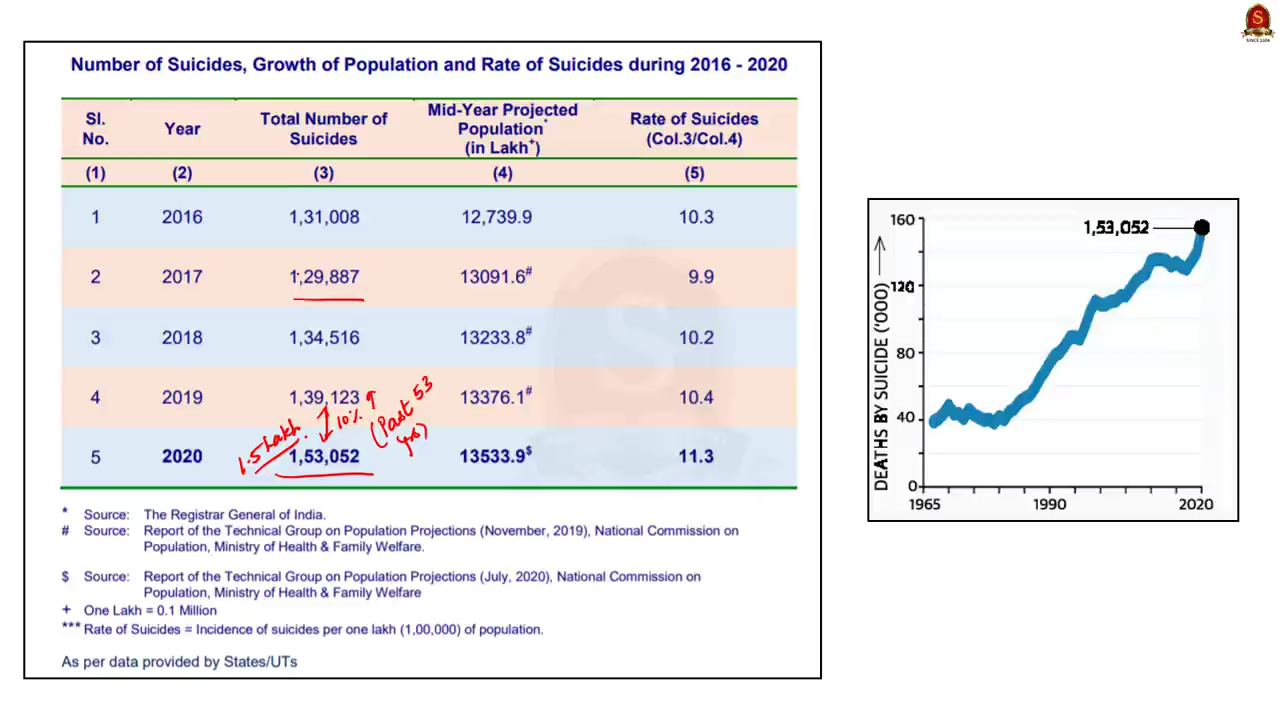 S
SINCE 2004
Number of Suicides, Growth of Population and Rate of Suicides during 2016 - 2020
Sl. No. Year Total Number of Suicides Mid-Year Projected Population* (in Lakh+) Rate of Suicides (Col.3/Col.4)
(1) (2) (3) (4) (5)
1 2016 1,31,008 12,739.9 10.3
2 2017 1,29,887 13091.6# 9.9
3 2018 1,34,516 13233.8# 10.2
4 2019 1,39,123 13376.1# 10.4
1.5 Lakh. 10% ↑ (Past 53 yrs)
5 2020 1,53,052 13533.9$ 11.3
* Source: The Registrar General of India.
# Source: Report of the Technical Group on Population Projections (November, 2019), National Commission on
Population, Ministry of Health & Family Welfare.
$ Source: Report of the Technical Group on Population Projections (July, 2020), National Commission on
Population, Ministry of Health & Family Welfare
+ One Lakh = 0.1 Million
*** Rate of Suicides = Incidence of suicides per one lakh (1,00,000) of population.
As per data provided by States/UTs
DEATHS BY SUICIDE ('000)
160
1,53,052
120
80
40
0
1965 1990 2020